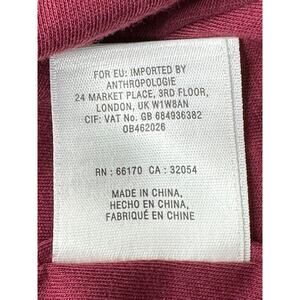 FOR EU: IMPORTED BY
ANTHROPOLOGIE
24 MARKET PLACE, 3RD FLOOR,
LONDON, UK W1W8AN
CIF: VAT No. GB 684936382
OB462026
RN : 66170 CA : 32054
MADE IN CHINA,
HECHO EN CHINA,
FABRIQUÉ EN CHINE